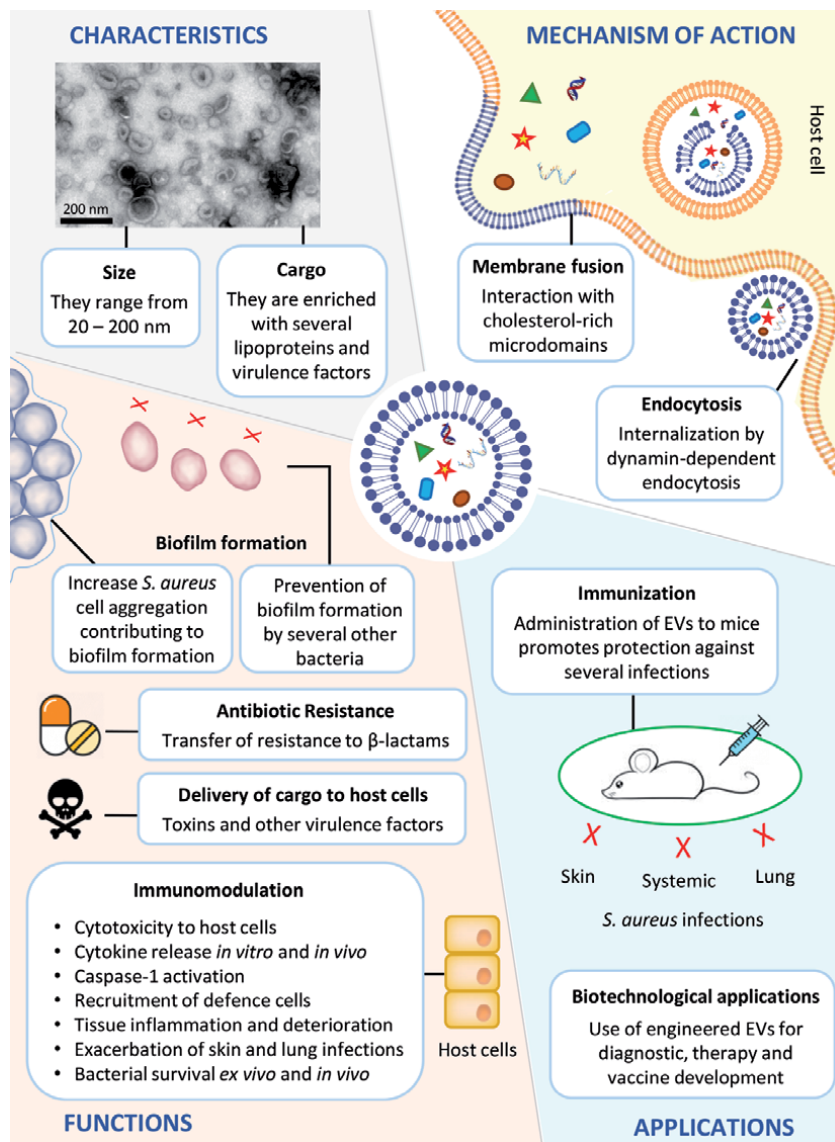 CHARACTERISTICS
200 nm
Size
They range from
20 – 200 nm
Cargo
They are enriched
with several
lipoproteins and
virulence factors
MECHANISM OF ACTION
Host cell
Membrane fusion
Interaction with
cholesterol-rich
microdomains
Endocytosis
Internalization by
dynamin-dependent
endocytosis
Biofilm formation
Increase S. aureus
cell aggregation
contributing to
biofilm formation
Prevention of
biofilm formation
by several other
bacteria
Antibiotic Resistance
Transfer of resistance to β-lactams
Delivery of cargo to host cells
Toxins and other virulence factors
Immunomodulation
• Cytotoxicity to host cells
• Cytokine release in vitro and in vivo
• Caspase-1 activation
• Recruitment of defence cells
• Tissue inflammation and deterioration
• Exacerbation of skin and lung infections
• Bacterial survival ex vivo and in vivo
Host cells
FUNCTIONS
Immunization
Administration of EVs to mice
promotes protection against
several infections
Skin
Systemic
Lung
S. aureus infections
Biotechnological applications
Use of engineered EVs for
diagnostic, therapy and
vaccine development
APPLICATIONS